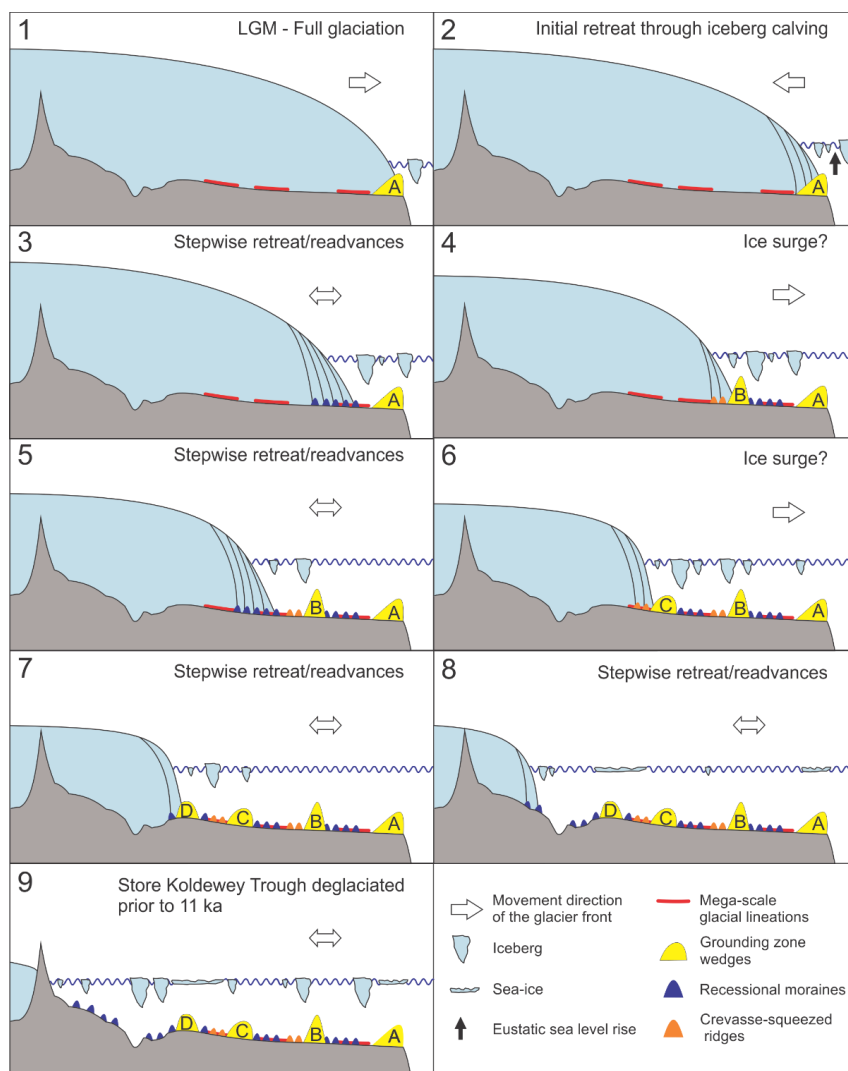 1
LGM - Full glaciation
A
2
Initial retreat through iceberg calving
A
3
Stepwise retreat/readvances
A
4
Ice surge?
B
A
5
Stepwise retreat/readvances
B
A
6
Ice surge?
C
B
A
7
Stepwise retreat/readvances
D
C
B
A
8
Stepwise retreat/readvances
D
C
B
A
9
Store Koldewey Trough deglaciated
prior to 11 ka
D
C
B
A
Movement direction
of the glacier front
Iceberg
Sea-ice
Eustatic sea level rise
Mega-scale
glacial lineations
Grounding zone
wedges
Recessional moraines
Crevasse-squeezed
ridges